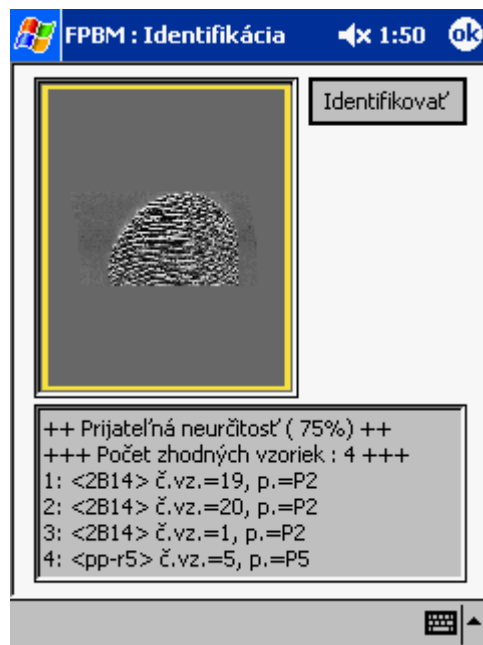 FPBM : Identifikácia 1:50 ok
Identifikovať
++ Prijateľná neurčitosť ( 75%) ++
+++ Počet zhodných vzoriek : 4 +++
1: <2B14> č.vz.=19, p.=P2
2: <2B14> č.vz.=20, p.=P2
3: <2B14> č.vz.=1, p.=P2
4: <pp-r5> č.vz.=5, p.=P5